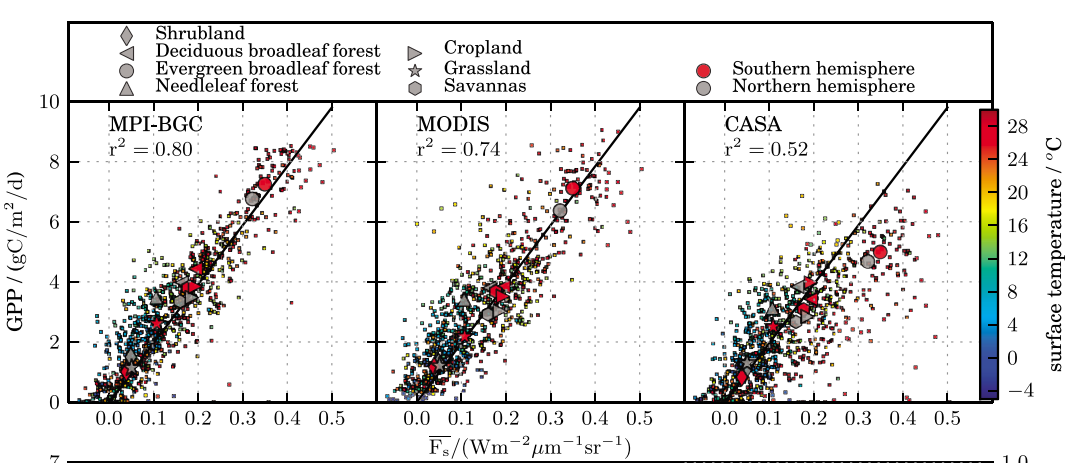 Shrubland
Deciduous broadleaf forest
Evergreen broadleaf forest
Needleleaf forest
Cropland
Grassland
Savannas
Southern hemisphere
Northern hemisphere
MPI-BGC
r² = 0.80
MODIS
r² = 0.74
CASA
r² = 0.52
GPP / (gC/m²/d)
10
8
6
4
2
0
0.0 0.1 0.2 0.3 0.4 0.5
0.0 0.1 0.2 0.3 0.4 0.5
0.0 0.1 0.2 0.3 0.4 0.5
F̅ₛ/(Wm⁻²μm⁻¹sr⁻¹)
28
24
20
16
12
8
4
0
−4
surface temperature / °C
7
1.0